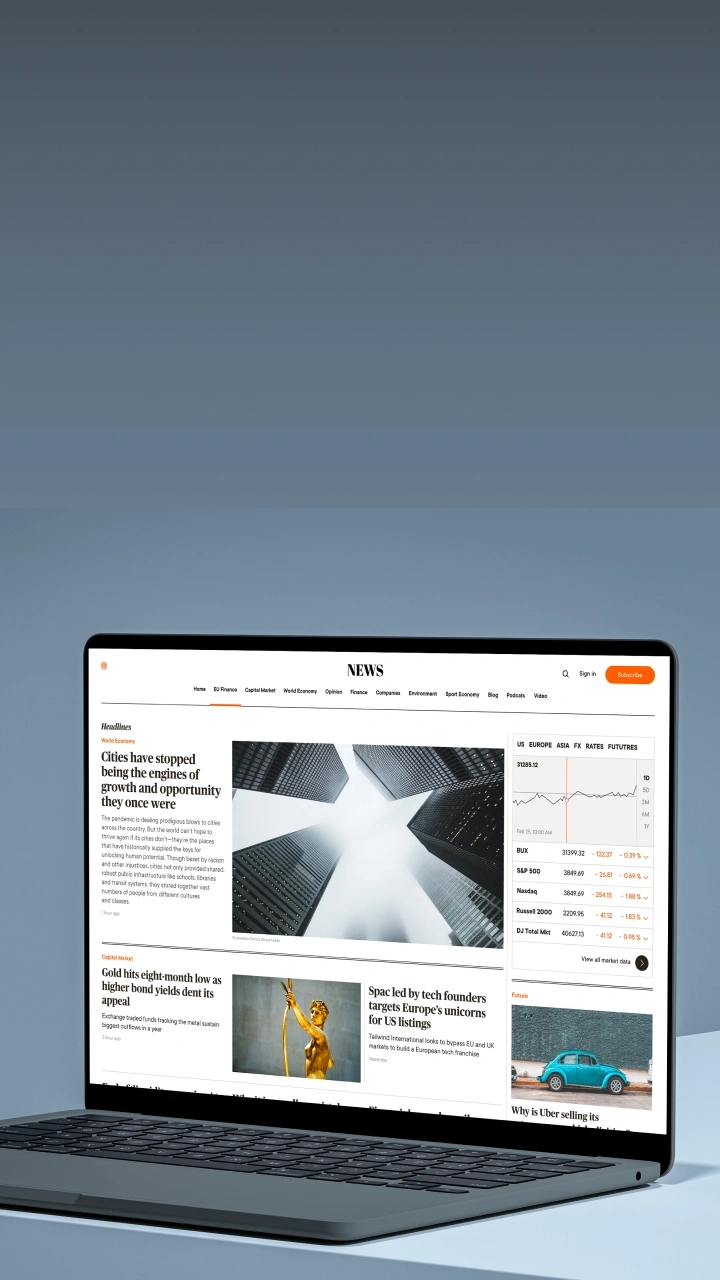 NEWS
Sign in
Subscribe
Home EU Finance Capital Market World Economy Opinion Finance Companies Environment Sport Economy Blog Podcats Video
Headlines
World Economy
Cities have stopped
being the engines of
growth and opportunity
they once were
The pandemic is dealing prodigious blows to cities
across the country. But the world can't hope to
thrive again if its cities don't—they're the places
that have historically supplied the keys for
unlocking human potential. Though beset by racism
and other injustices, cities not only provided shared,
robust public infrastructure like schools, libraries
and transit systems, they stirred together vast
numbers of people from different cultures
and classes.
1 hour ago
US EUROPE ASIA FX RATES FUTUTRES
31285.12
1D
5D
3M
6M
1Y
Feb 25, 10:00 AM
BUX 31399.32 - 122.37 - 0.39 %
S&P 500 3849.69 - 26.81 - 0.69 %
Nasdaq 3849.69 - 254.15 - 1.88 %
Russell 2000 2209.95 - 41.12 - 1.83 %
DJ Total Mkt 40627.13 - 41.12 - 0.95 %
View all market data
Capital Market
Gold hits eight-month low as
higher bond yields dent its
appeal
Exchange traded funds tracking the metal sustain
biggest outflows in a year
2 hour ago
Spac led by tech founders
targets Europe's unicorns
for US listings
Tailwind International looks to bypass EU and UK
markets to build a European tech franchise
Yesterday
Future
Why is Uber selling its